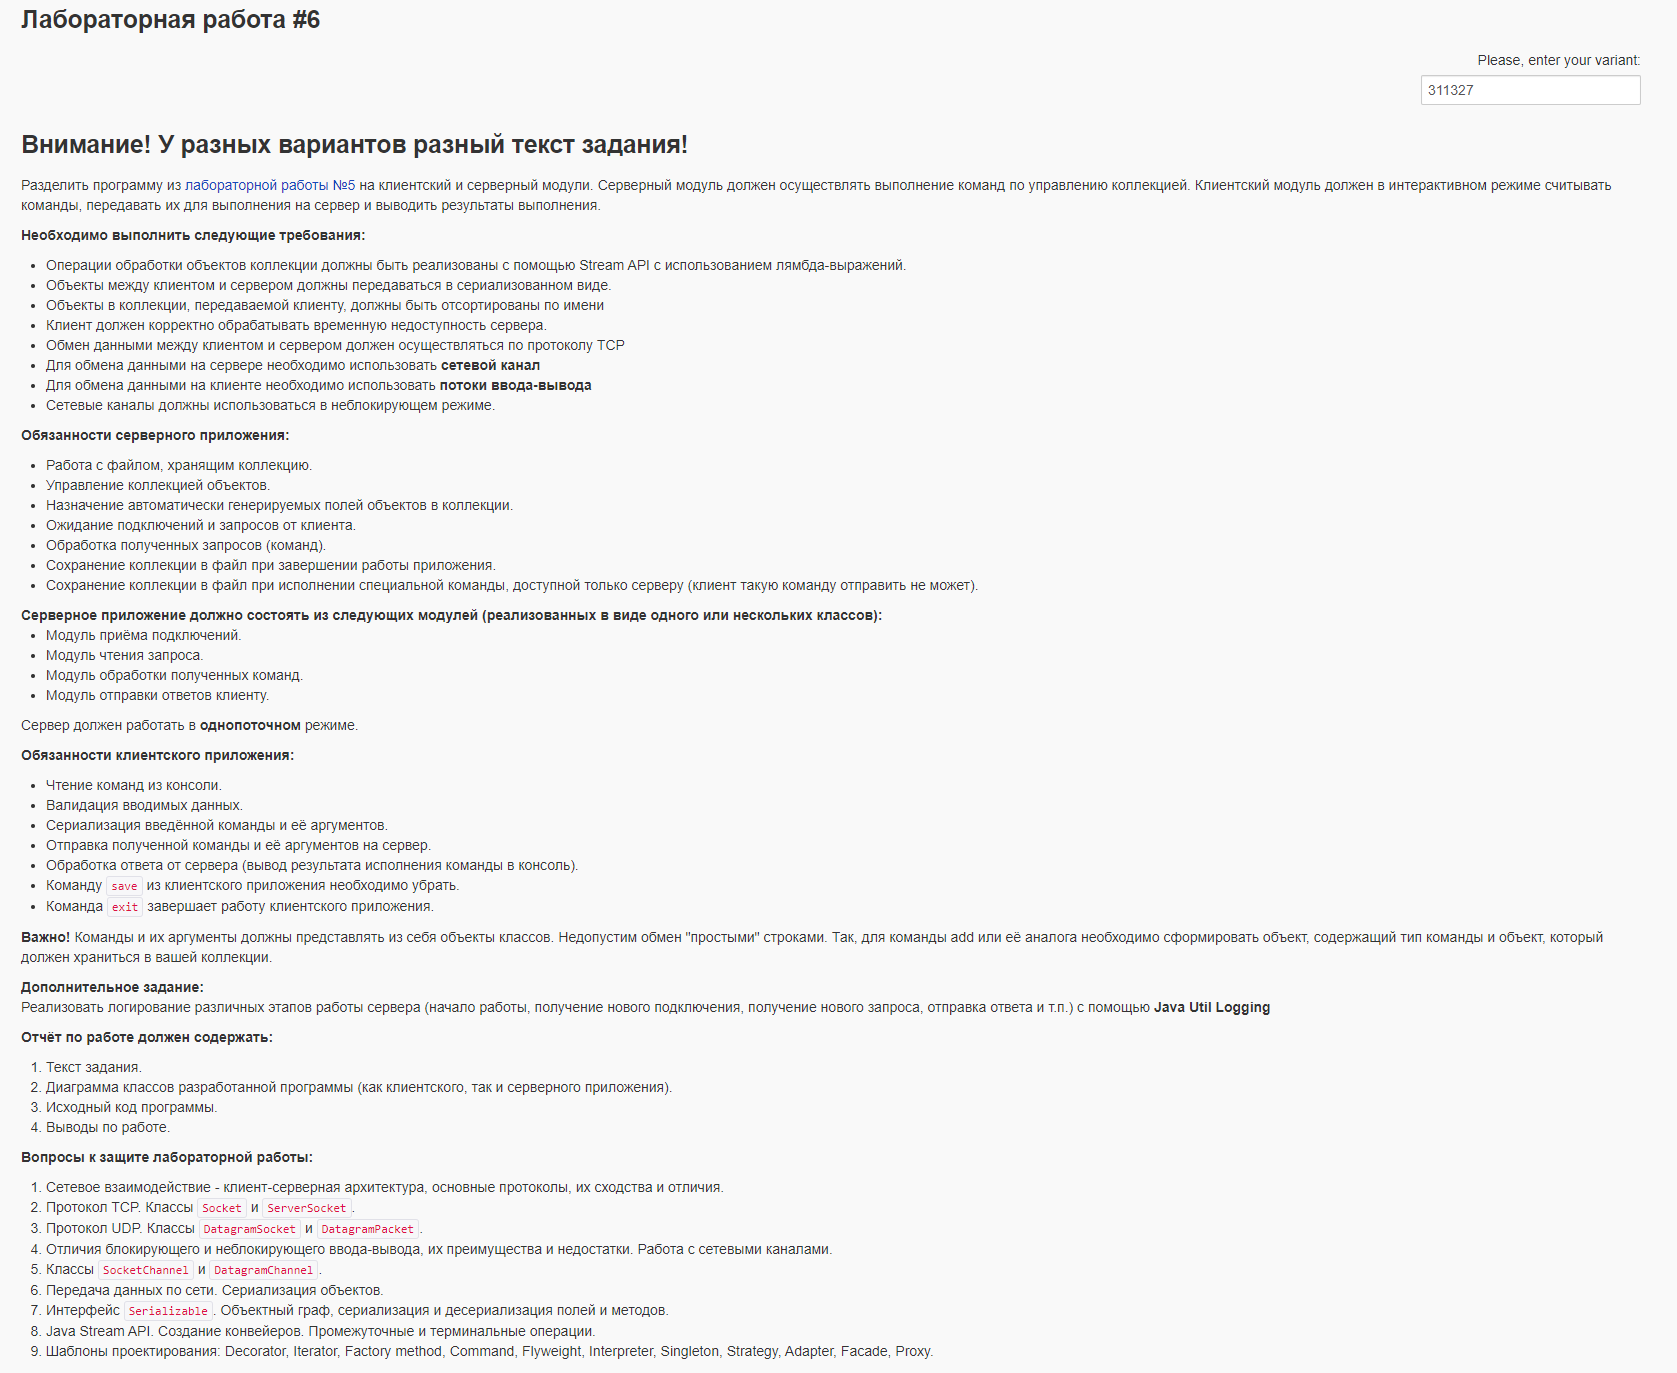 Лабораторная работа #6
Please, enter your variant:
311327
Внимание! У разных вариантов разный текст задания!
Разделить программу из лабораторной работы №5 на клиентский и серверный модули. Серверный модуль должен осуществлять выполнение команд по управлению коллекцией. Клиентский модуль должен в интерактивном режиме считывать
команды, передавать их для выполнения на сервер и выводить результаты выполнения.
Необходимо выполнить следующие требования:
• Операции обработки объектов коллекции должны быть реализованы с помощью Stream API с использованием лямбда-выражений.
• Объекты между клиентом и сервером должны передаваться в сериализованном виде.
• Объекты в коллекции, передаваемой клиенту, должны быть отсортированы по имени
• Клиент должен корректно обрабатывать временную недоступность сервера.
• Обмен данными между клиентом и сервером должен осуществляться по протоколу TCP
• Для обмена данными на сервере необходимо использовать сетевой канал
• Для обмена данными на клиенте необходимо использовать потоки ввода-вывода
• Сетевые каналы должны использоваться в неблокирующем режиме.
Обязанности серверного приложения:
• Работа с файлом, хранящим коллекцию.
• Управление коллекцией объектов.
• Назначение автоматически генерируемых полей объектов в коллекции.
• Ожидание подключений и запросов от клиента.
• Обработка полученных запросов (команд).
• Сохранение коллекции в файл при завершении работы приложения.
• Сохранение коллекции в файл при исполнении специальной команды, доступной только серверу (клиент такую команду отправить не может).
Серверное приложение должно состоять из следующих модулей (реализованных в виде одного или нескольких классов):
• Модуль приёма подключений.
• Модуль чтения запроса.
• Модуль обработки полученных команд.
• Модуль отправки ответов клиенту.
Сервер должен работать в однопоточном режиме.
Обязанности клиентского приложения:
• Чтение команд из консоли.
• Валидация вводимых данных.
• Сериализация введённой команды и её аргументов.
• Отправка полученной команды и её аргументов на сервер.
• Обработка ответа от сервера (вывод результата исполнения команды в консоль).
• Команду save из клиентского приложения необходимо убрать.
• Команда exit завершает работу клиентского приложения.
Важно! Команды и их аргументы должны представлять из себя объекты классов. Недопустим обмен "простыми" строками. Так, для команды add или её аналога необходимо сформировать объект, содержащий тип команды и объект, который
должен храниться в вашей коллекции.
Дополнительное задание:
Реализовать логирование различных этапов работы сервера (начало работы, получение нового подключения, получение нового запроса, отправка ответа и т.п.) с помощью Java Util Logging
Отчёт по работе должен содержать:
1. Текст задания.
2. Диаграмма классов разработанной программы (как клиентского, так и серверного приложения).
3. Исходный код программы.
4. Выводы по работе.
Вопросы к защите лабораторной работы:
1. Сетевое взаимодействие - клиент-серверная архитектура, основные протоколы, их сходства и отличия.
2. Протокол TCP. Классы Socket и ServerSocket.
3. Протокол UDP. Классы DatagramSocket и DatagramPacket.
4. Отличия блокирующего и неблокирующего ввода-вывода, их преимущества и недостатки. Работа с сетевыми каналами.
5. Классы SocketChannel и DatagramChannel.
6. Передача данных по сети. Сериализация объектов.
7. Интерфейс Serializable. Объектный граф, сериализация и десериализация полей и методов.
8. Java Stream API. Создание конвейеров. Промежуточные и терминальные операции.
9. Шаблоны проектирования: Decorator, Iterator, Factory method, Command, Flyweight, Interpreter, Singleton, Strategy, Adapter, Facade, Proxy.